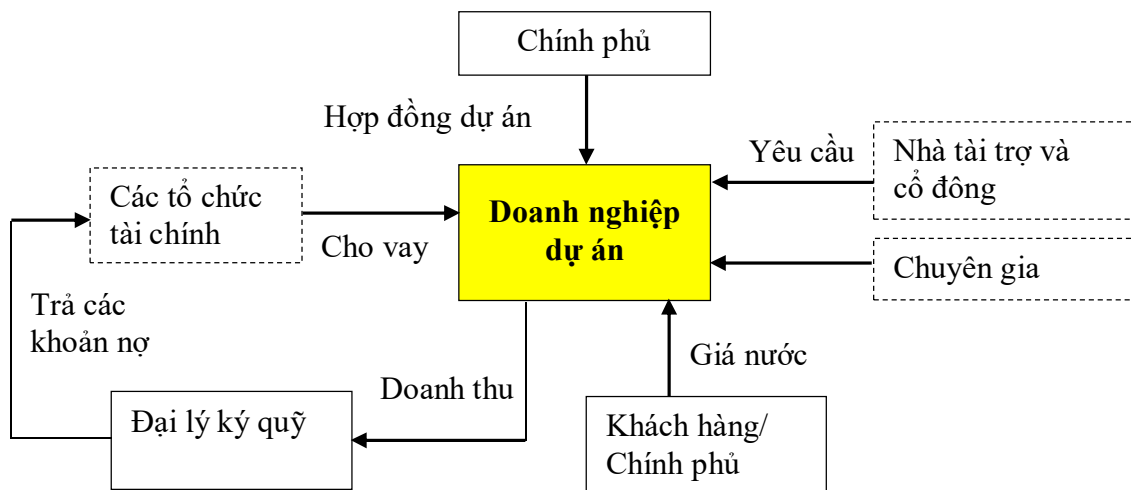 Chính phủ
Hợp đồng dự án
Yêu cầu
Nhà tài trợ và
cổ đông
Các tổ chức
tài chính
Cho vay
Doanh nghiệp
dự án
Chuyên gia
Trả các
khoản nợ
Giá nước
Doanh thu
Đại lý ký quỹ
Khách hàng/
Chính phủ